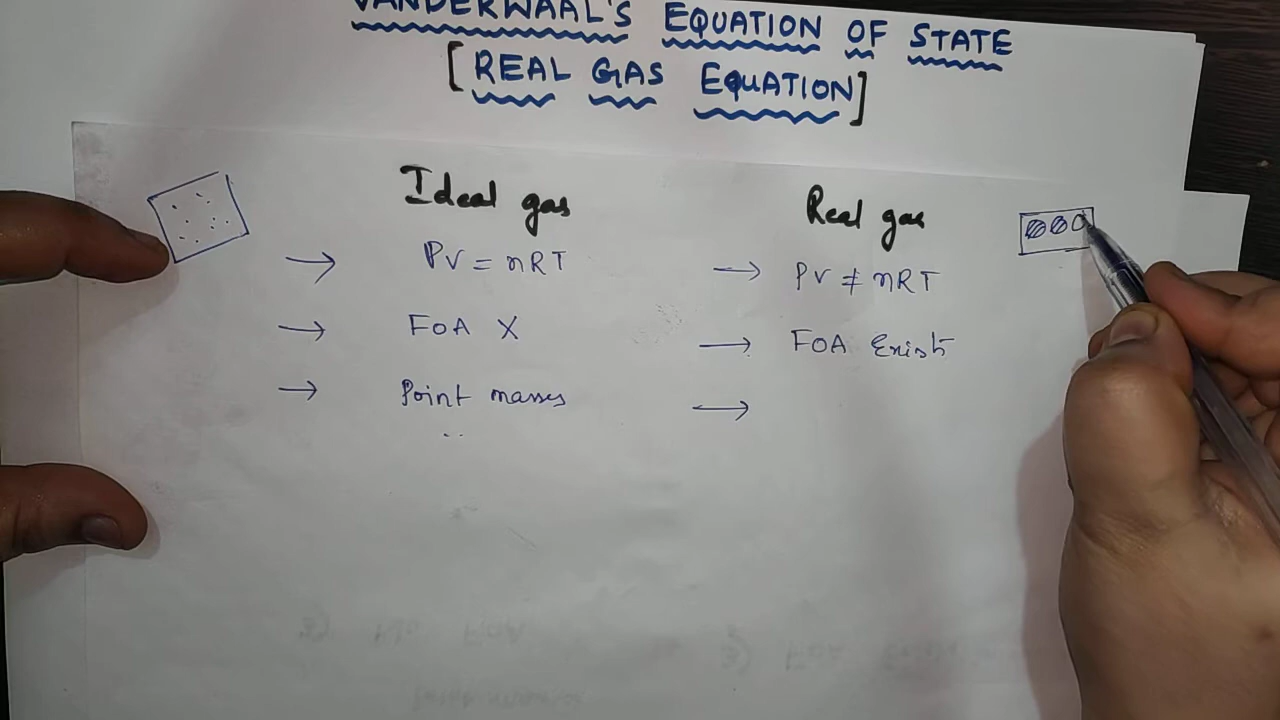 VANDERWAAL'S EQUATION OF STATE
[REAL GAS EQUATION]
Ideal gas
Real gas
→ PV = nRT
→ PV ≠ nRT
→ FOA X
→ FOA Exists
→ Point masses
→